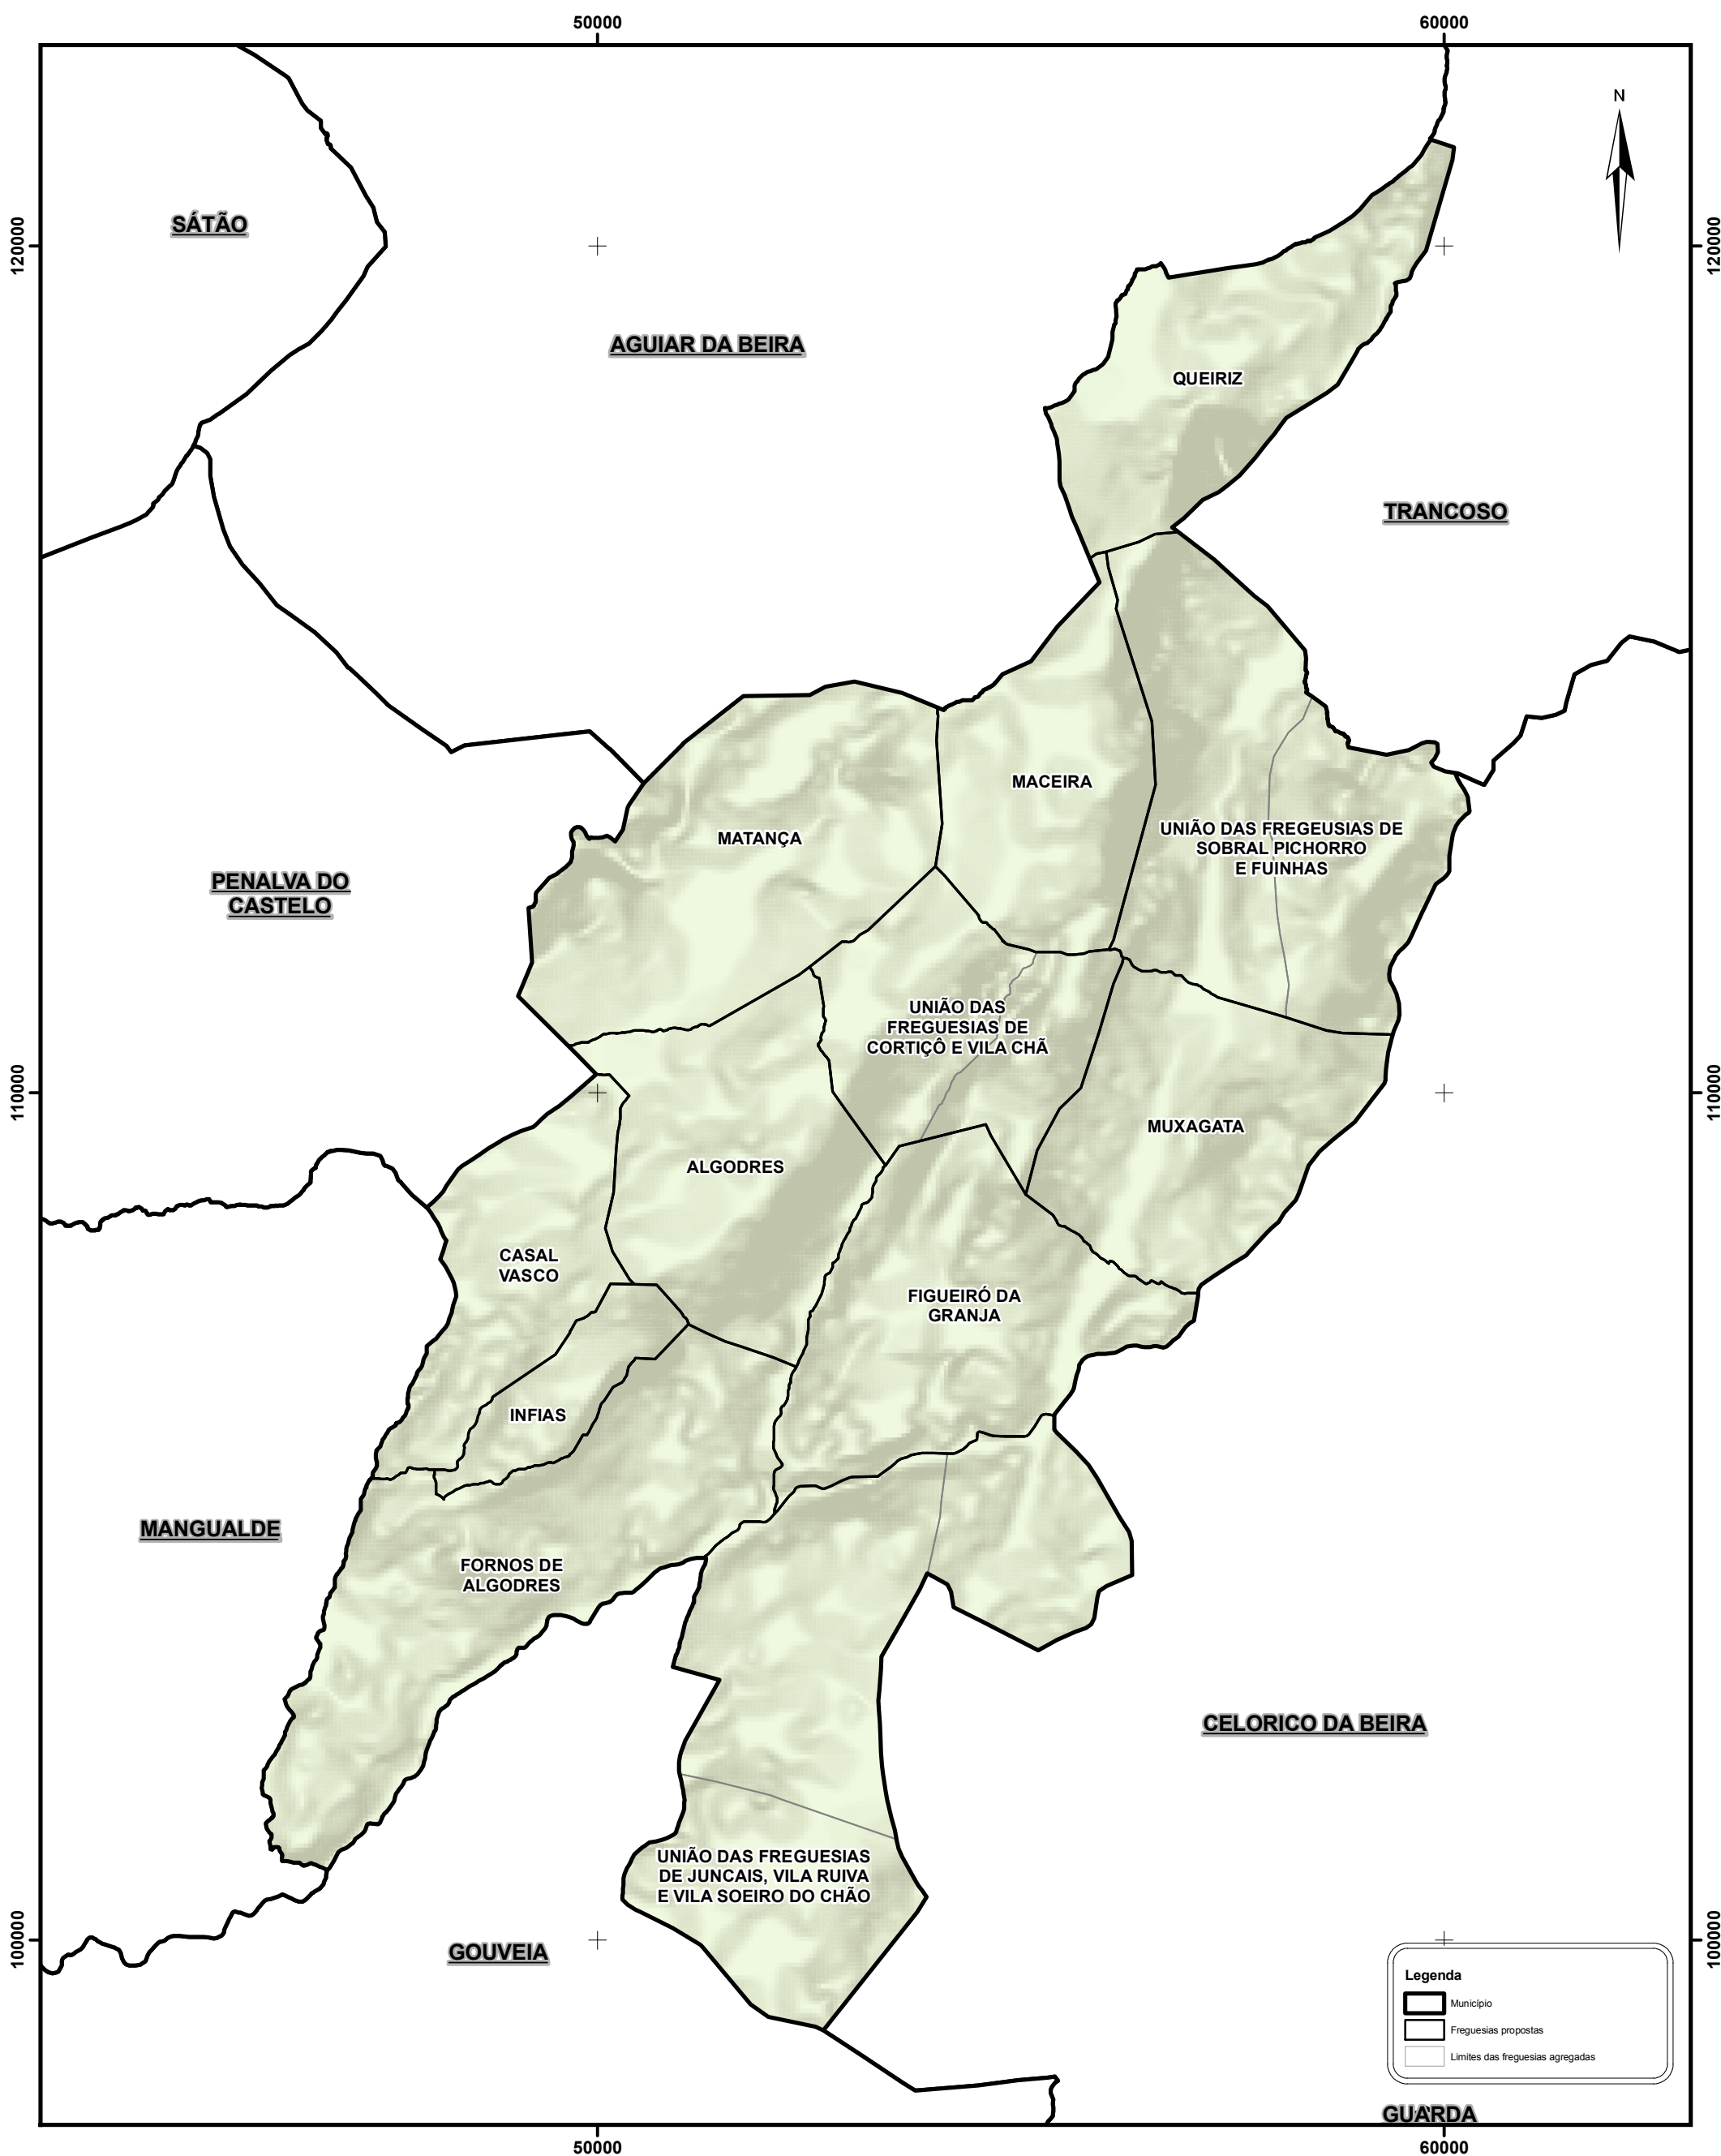 50000
60000
N
SÁTÃO
120000
120000
AGUIAR DA BEIRA
QUEIRIZ
TRANCOSO
MACEIRA
MATANÇA
UNIÃO DAS FREGEUSIAS DE
SOBRAL PICHORRO
E FUINHAS
PENALVA DO
CASTELO
UNIÃO DAS
FREGUESIAS DE
CORTIÇÔ E VILA CHÃ
110000
110000
MUXAGATA
ALGODRES
CASAL
VASCO
FIGUEIRÓ DA
GRANJA
INFIAS
MANGUALDE
FORNOS DE
ALGODRES
CELORICO DA BEIRA
UNIÃO DAS FREGUESIAS
DE JUNCAIS, VILA RUIVA
E VILA SOEIRO DO CHÃO
100000
100000
GOUVEIA
Legenda
Município
Freguesias propostas
Limites das freguesias agregadas
GUARDA
50000
60000